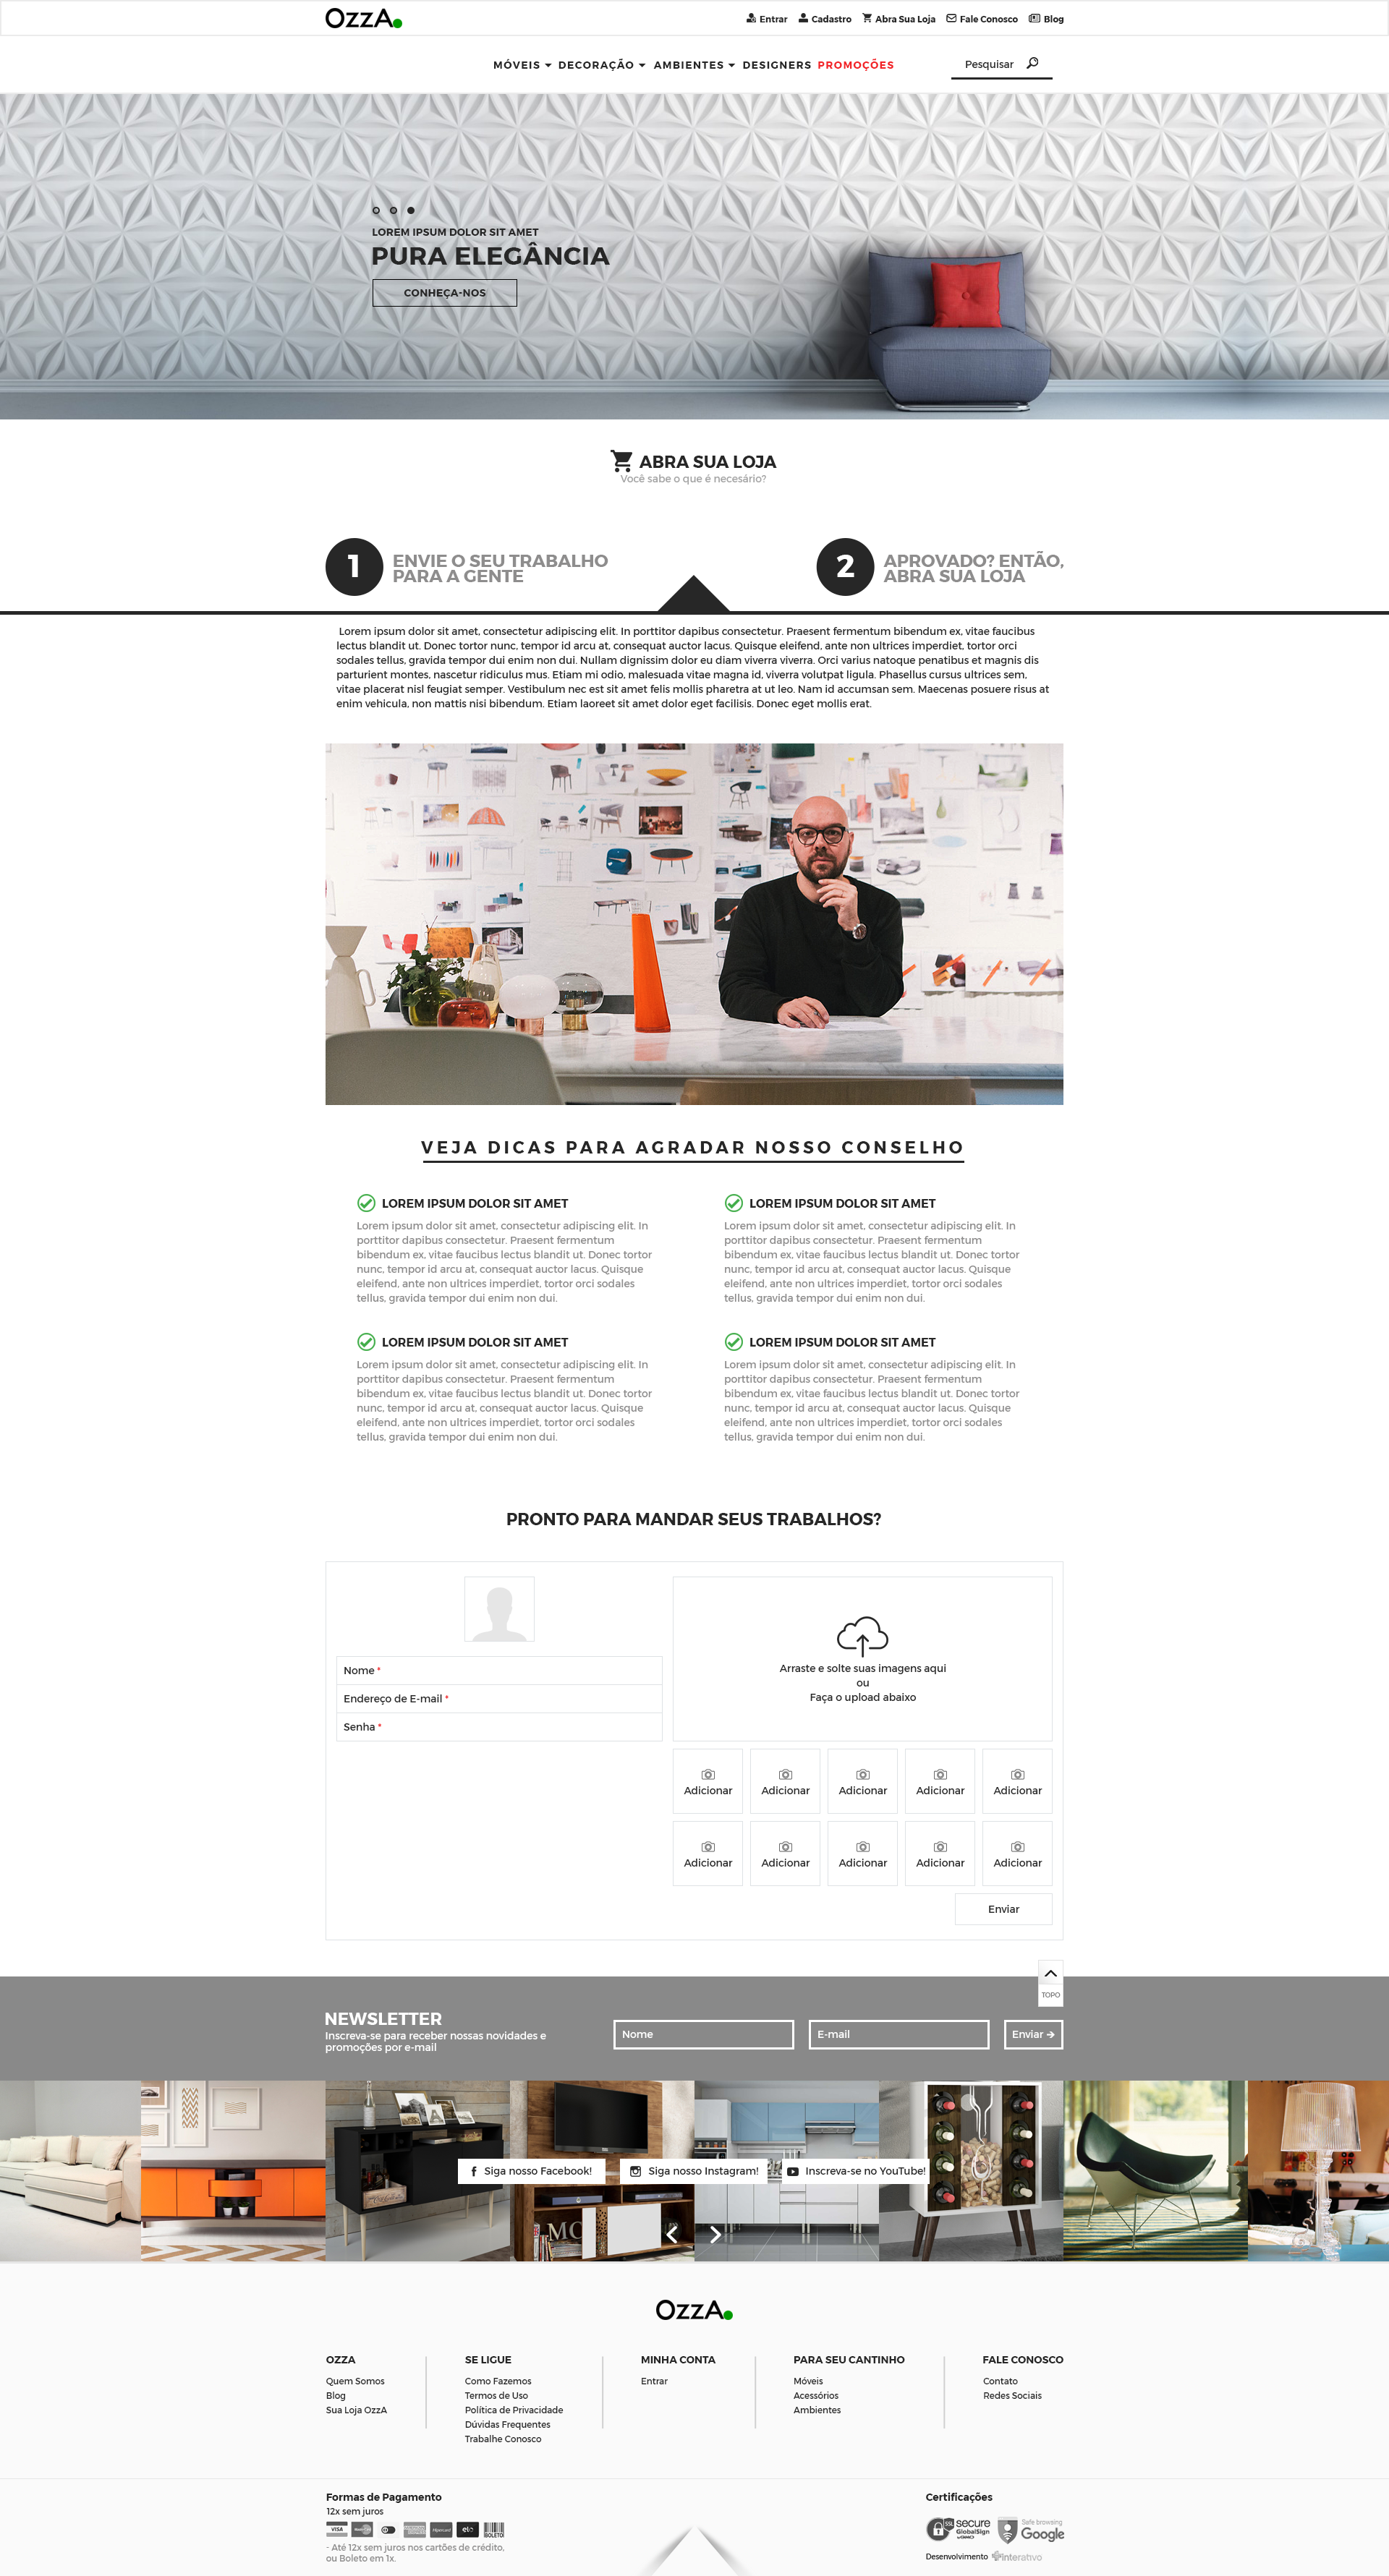 OzzA.
Entrar Cadastro Abra Sua Loja Fale Conosco Blog
MÓVEIS DECORAÇÃO AMBIENTES DESIGNERS PROMOÇÕES
Pesquisar
LOREM IPSUM DOLOR SIT AMET
PURA ELEGÂNCIA
CONHEÇA-NOS
ABRA SUA LOJA
Você sabe o que é necesário?
1
ENVIE O SEU TRABALHO
PARA A GENTE
2
APROVADO? ENTÃO,
ABRA SUA LOJA
Lorem ipsum dolor sit amet, consectetur adipiscing elit. In porttitor dapibus consectetur. Praesent fermentum bibendum ex, vitae faucibus
lectus blandit ut. Donec tortor nunc, tempor id arcu at, consequat auctor lacus. Quisque eleifend, ante non ultrices imperdiet, tortor orci
sodales tellus, gravida tempor dui enim non dui. Nullam dignissim dolor eu diam viverra viverra. Orci varius natoque penatibus et magnis dis
parturient montes, nascetur ridiculus mus. Etiam mi odio, malesuada vitae magna id, viverra volutpat ligula. Phasellus cursus ultrices sem,
vitae placerat nisl feugiat semper. Vestibulum nec est sit amet felis mollis pharetra at ut leo. Nam id accumsan sem. Maecenas posuere risus at
enim vehicula, non mattis nisi bibendum. Etiam laoreet sit amet dolor eget facilisis. Donec eget mollis erat.
VEJA DICAS PARA AGRADAR NOSSO CONSELHO
LOREM IPSUM DOLOR SIT AMET
Lorem ipsum dolor sit amet, consectetur adipiscing elit. In
porttitor dapibus consectetur. Praesent fermentum
bibendum ex, vitae faucibus lectus blandit ut. Donec tortor
nunc, tempor id arcu at, consequat auctor lacus. Quisque
eleifend, ante non ultrices imperdiet, tortor orci sodales
tellus, gravida tempor dui enim non dui.
LOREM IPSUM DOLOR SIT AMET
Lorem ipsum dolor sit amet, consectetur adipiscing elit. In
porttitor dapibus consectetur. Praesent fermentum
bibendum ex, vitae faucibus lectus blandit ut. Donec tortor
nunc, tempor id arcu at, consequat auctor lacus. Quisque
eleifend, ante non ultrices imperdiet, tortor orci sodales
tellus, gravida tempor dui enim non dui.
LOREM IPSUM DOLOR SIT AMET
Lorem ipsum dolor sit amet, consectetur adipiscing elit. In
porttitor dapibus consectetur. Praesent fermentum
bibendum ex, vitae faucibus lectus blandit ut. Donec tortor
nunc, tempor id arcu at, consequat auctor lacus. Quisque
eleifend, ante non ultrices imperdiet, tortor orci sodales
tellus, gravida tempor dui enim non dui.
LOREM IPSUM DOLOR SIT AMET
Lorem ipsum dolor sit amet, consectetur adipiscing elit. In
porttitor dapibus consectetur. Praesent fermentum
bibendum ex, vitae faucibus lectus blandit ut. Donec tortor
nunc, tempor id arcu at, consequat auctor lacus. Quisque
eleifend, ante non ultrices imperdiet, tortor orci sodales
tellus, gravida tempor dui enim non dui.
PRONTO PARA MANDAR SEUS TRABALHOS?
Nome *
Endereço de E-mail *
Senha *
Arraste e solte suas imagens aqui
ou
Faça o upload abaixo
Adicionar Adicionar Adicionar Adicionar Adicionar
Adicionar Adicionar Adicionar Adicionar Adicionar
Enviar
TOPO
NEWSLETTER
Inscreva-se para receber nossas novidades e
promoções por e-mail
Nome
E-mail
Enviar
Siga nosso Facebook!
Siga nosso Instagram!
Inscreva-se no YouTube!
OzzA.
OZZA
Quem Somos
Blog
Sua Loja OzzA
SE LIGUE
Como Fazemos
Termos de Uso
Política de Privacidade
Dúvidas Frequentes
Trabalhe Conosco
MINHA CONTA
Entrar
PARA SEU CANTINHO
Móveis
Acessórios
Ambientes
FALE CONOSCO
Contato
Redes Sociais
Formas de Pagamento
12x sem juros
VISA elo BOLETO
- Até 12x sem juros nos cartões de crédito,
ou Boleto em 1x.
Certificações
SSL secure GlobalSign
Safe browsing Google
Desenvolvimento interativo